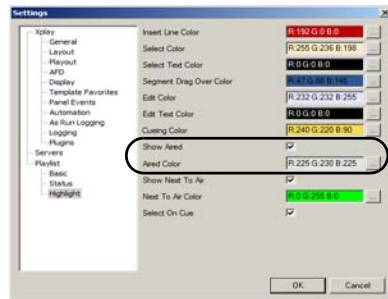 Settings
Xplay
General
Layout
Playout
AFD
Display
Template Favorites
Panel Events
Automation
As Run Logging
Logging
Plugins
Servers
Playlist
Basic
Status
Highlight
Insert Line Color R:192 G:0 B:0
Select Color R:255 G:236 B:198
Select Text Color R:0 G:0 B:0
Segment Drag Over Color
Edit Color R:232 G:232 B:255
Edit Text Color R:0 G:0 B:0
Cueing Color R:240 G:220 B:90
Show Aired
Aired Color R:225 G:230 B:225
Show Next To Air
Next To Air Color R:0 G:255 B:0
Select On Cue
OK Cancel